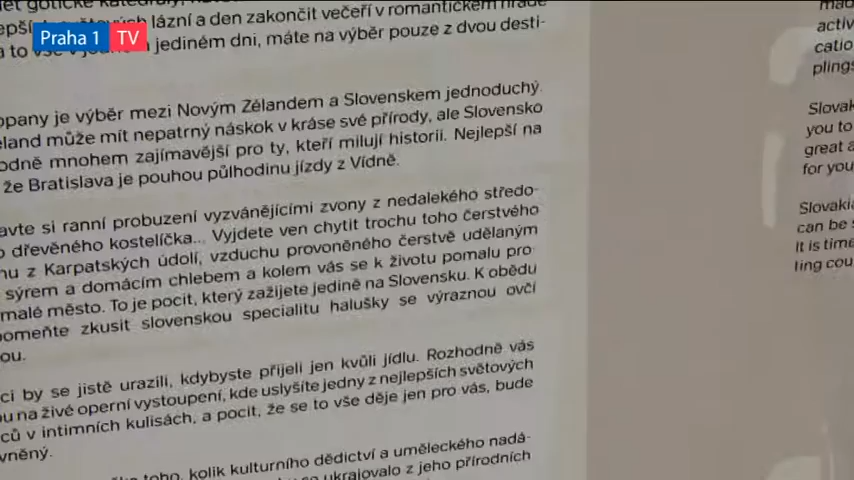 lázní a den zakončit večeří v romantickém hradě
a to vše v jediném dni, máte na výběr pouze z dvou desti-
Praha 1 TV
opany je výběr mezi Novým Zélandem a Slovenskem jednoduchý.
eland může mít nepatrný náskok v kráse své přírody, ale Slovensko
odně mnohem zajímavější pro ty, kteří milují historii. Nejlepší na
že Bratislava je pouhou půlhodinu jízdy z Vídně.
avte si ranní probuzení vyzvánějícími zvony z nedalekého středo-
o dřevěného kostelíčka... Vyjdete ven chytit trochu toho čerstvého
hu z Karpatských údolí, vzduchu provoněného čerstvě udělaným
sýrem a domácím chlebem a kolem vás se k životu pomalu pro-
malé město. To je pocit, který zažijete jedině na Slovensku. K obědu
pomeňte zkusit slovenskou specialitu halušky se výraznou ovčí
ou.
ci by se jistě urazili, kdybyste přijeli jen kvůli jídlu. Rozhodně vás
ou na živé operní vystoupení, kde uslyšíte jedny z nejlepších světových
ců v intimních kulisách, a pocit, že se to vše děje jen pro vás, bude
vněný.
toho, kolik kulturního dědictví a uměleckého nadá-
se ukrajovalo z jeho přírodních
mad
activ
catio
plings
Slovak
you to
great a
for you
Slovakia
can be s
It is time
ling cou